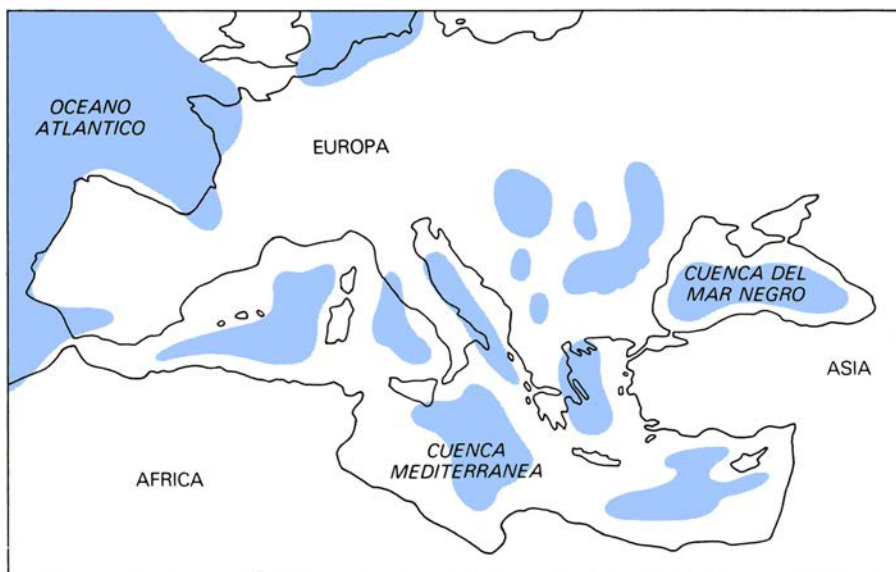 OCEANO
ATLANTICO
EUROPA
CUENCA DEL
MAR NEGRO
ASIA
CUENCA
MEDITERRANEA
AFRICA